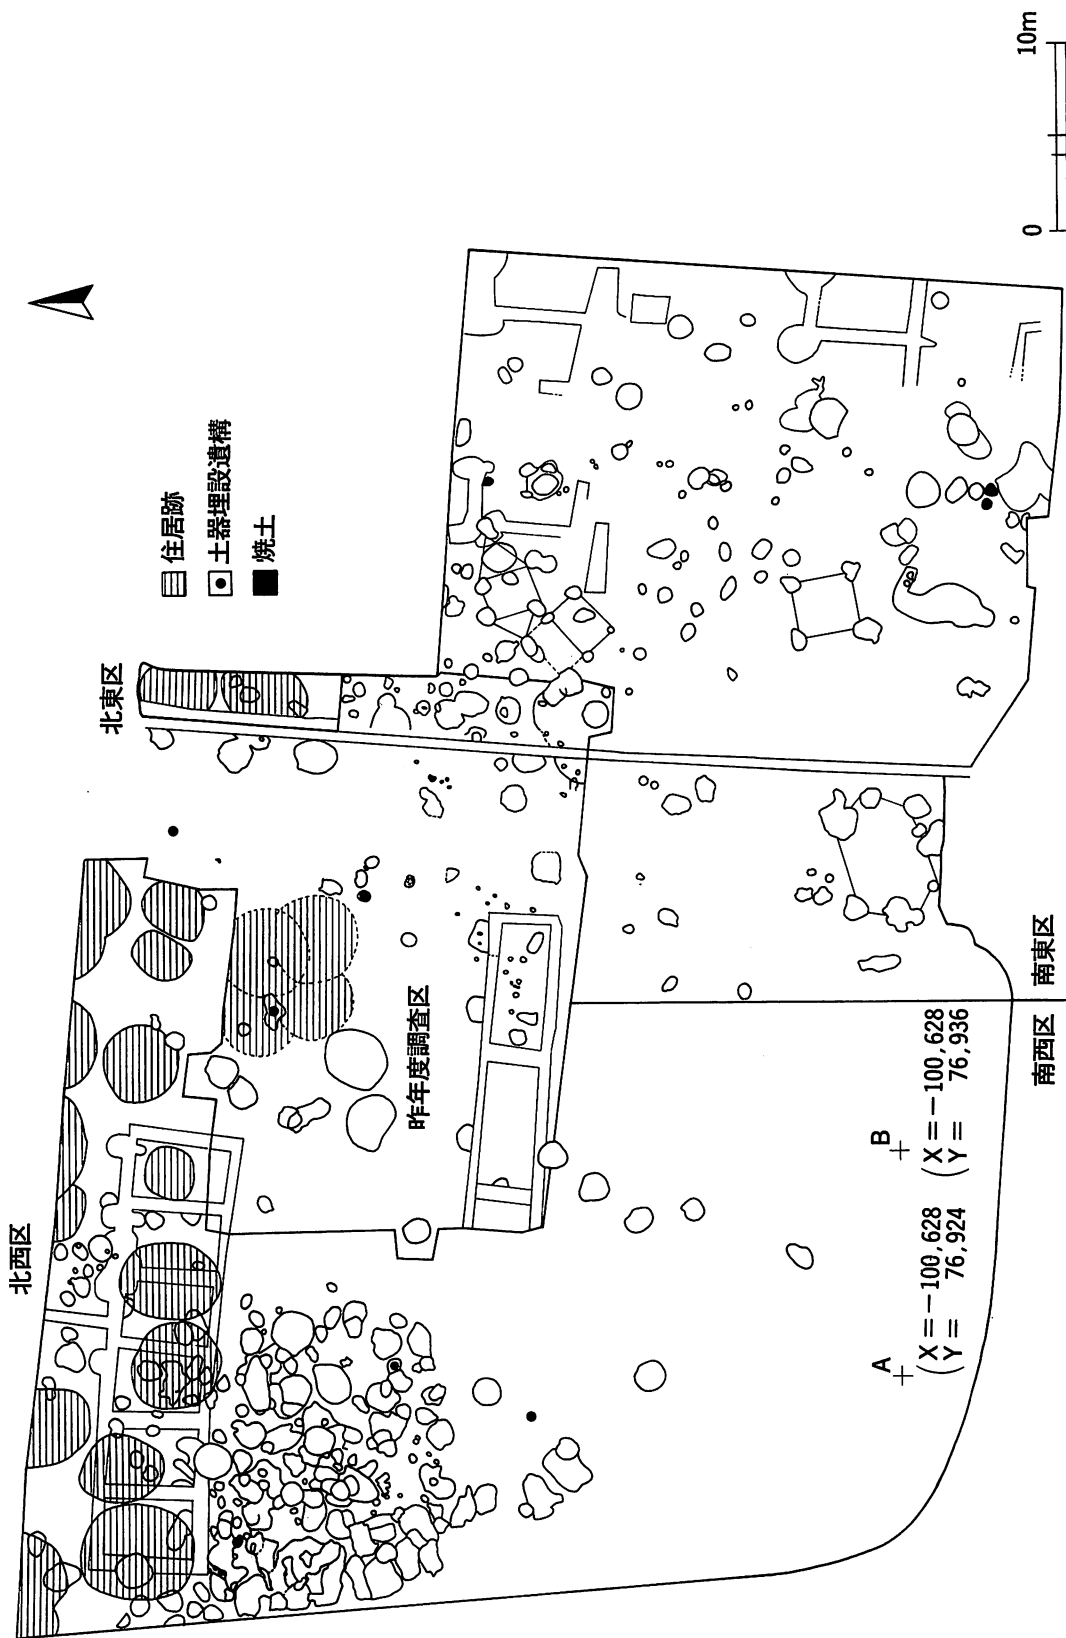 北西区
北東区
住居跡
土器埋設遺構
焼土
昨年度調査区
A
(X=-100,628
Y= 76,924
B
(X=-100,628
Y= 76,936
南西区
南東区
0 10m